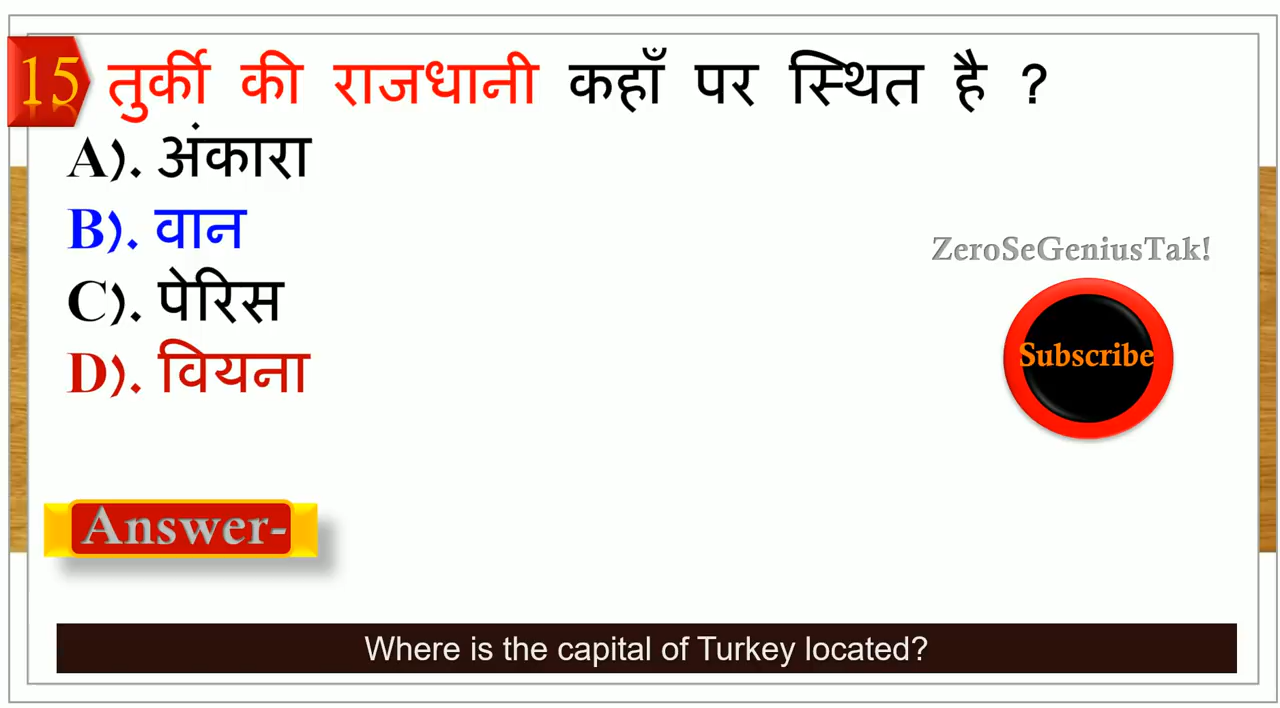 15 तुर्की की राजधानी कहाँ पर स्थित है ?
A). अंकारा
B). वान
C). पेरिस
D). वियना
ZeroSeGeniusTak!
Subscribe
Answer-
Where is the capital of Turkey located?